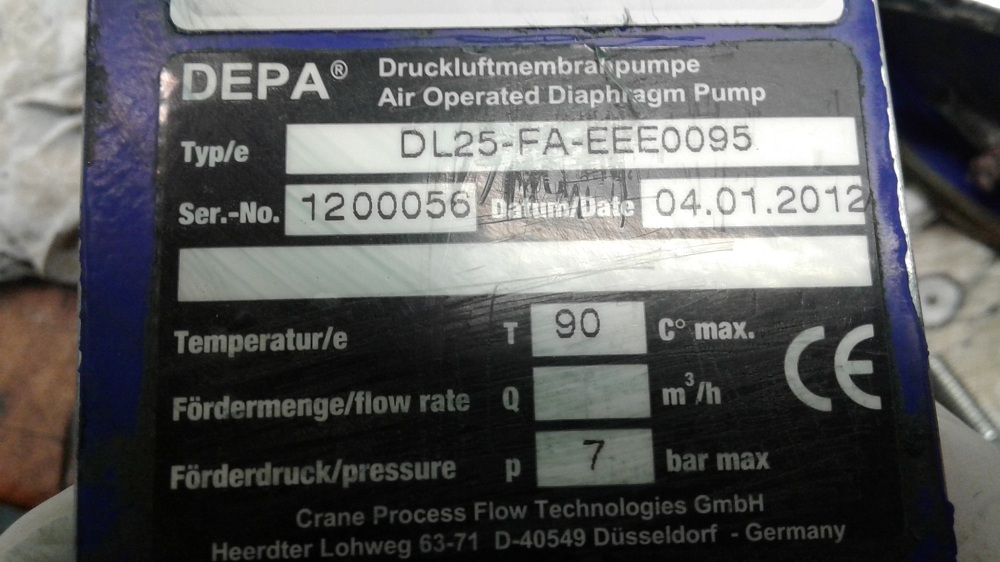 DEPA® Druckluftmembranpumpe
Air Operated Diaphragm Pump
Typ/e DL25-FA-EEE0095
Ser.-No. 1200056 Datum/Date 04.01.2012
Temperatur/e T 90 C° max.
Fördermenge/flow rate Q m³/h
Förderdruck/pressure p 7 bar max
CE
Crane Process Flow Technologies GmbH
Heerdter Lohweg 63-71 D-40549 Düsseldorf - Germany